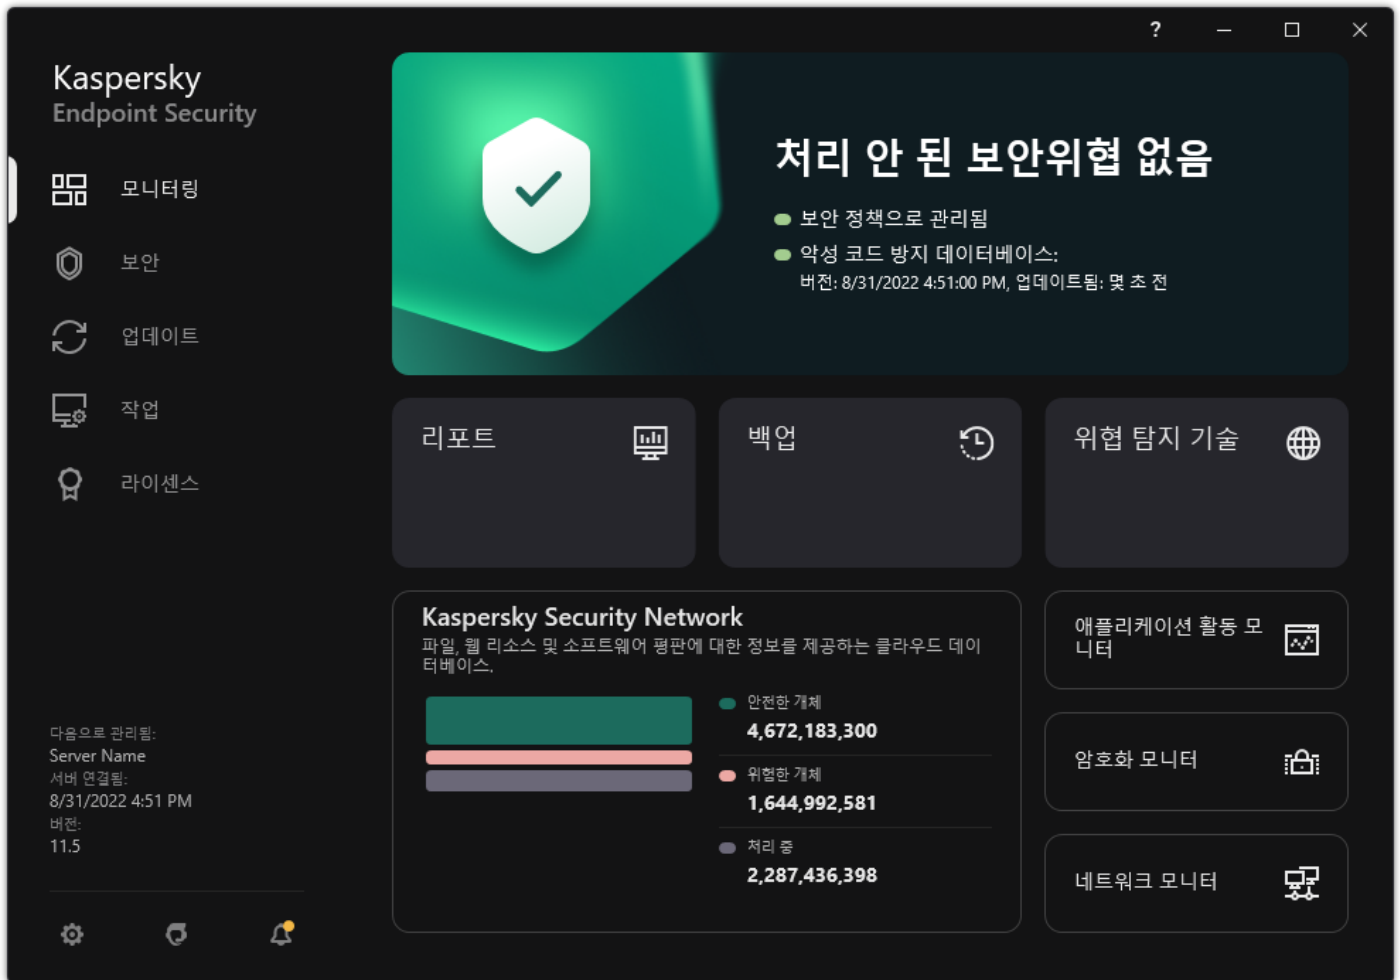 ?
Kaspersky
Endpoint Security
모니터링
보안
업데이트
작업
라이센스
다음으로 관리됨:
Server Name
서버 연결됨:
8/31/2022 4:51 PM
버전:
11.5
처리 안 된 보안위협 없음
보안 정책으로 관리됨
악성 코드 방지 데이터베이스:
버전: 8/31/2022 4:51:00 PM, 업데이트됨: 몇 초 전
리포트
백업
위협 탐지 기술
Kaspersky Security Network
파일, 웹 리소스 및 소프트웨어 평판에 대한 정보를 제공하는 클라우드 데이
터베이스.
안전한 개체
4,672,183,300
위험한 개체
1,644,992,581
처리 중
2,287,436,398
애플리케이션 활동 모
니터
암호화 모니터
네트워크 모니터